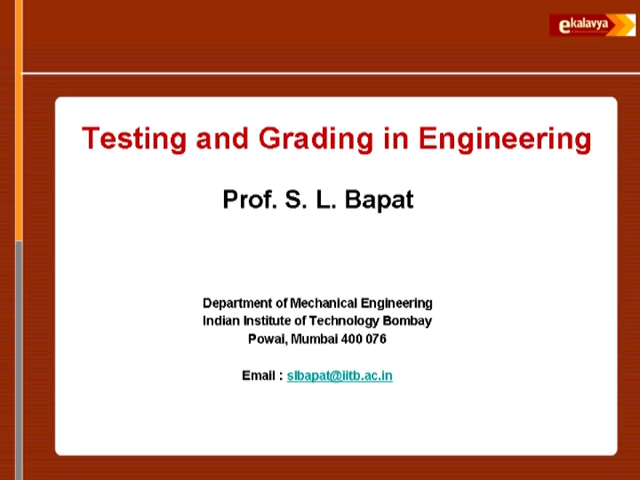 ekalavya
Testing and Grading in Engineering
Prof. S. L. Bapat
Department of Mechanical Engineering
Indian Institute of Technology Bombay
Powai, Mumbai 400 076
Email : slbapat@iitb.ac.in